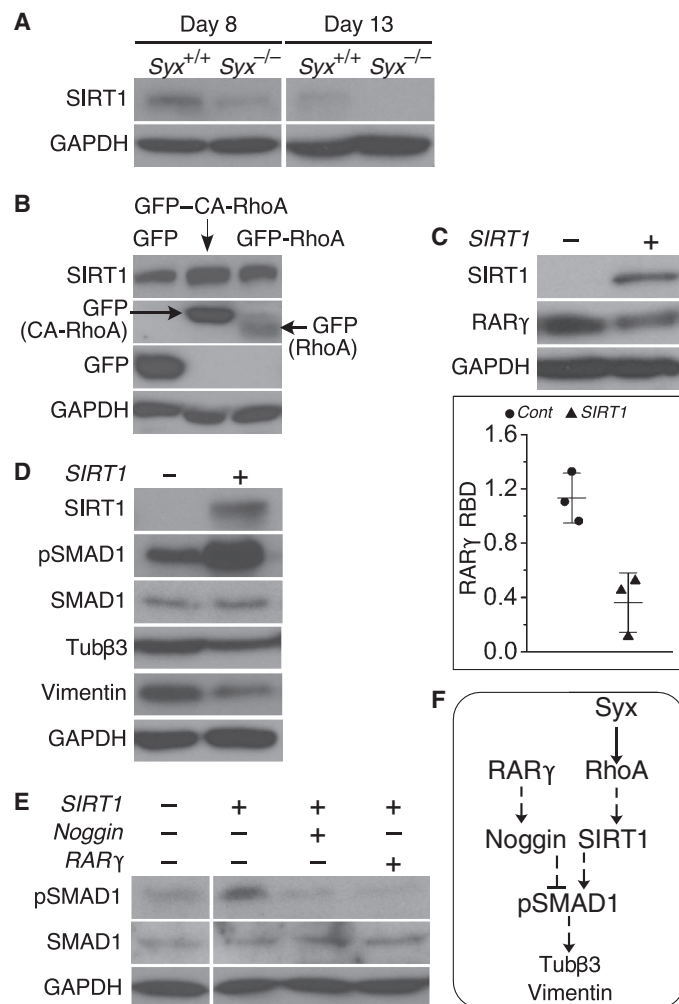 A
Day 8
Day 13
Syx+/+ Syx−/−
Syx+/+ Syx−/−
SIRT1
GAPDH
B
GFP–CA-RhoA
GFP
GFP-RhoA
SIRT1
GFP
(CA-RhoA)
GFP
(RhoA)
GFP
GAPDH
C
SIRT1 – +
SIRT1
RARγ
GAPDH
● Cont ▲ SIRT1
RARγ RBD
1.6
1.2
0.8
0.4
0.0
D
SIRT1 – +
SIRT1
pSMAD1
SMAD1
Tubβ3
Vimentin
GAPDH
E
SIRT1 – + + +
Noggin – – + –
RARγ – – – +
pSMAD1
SMAD1
GAPDH
F
Syx
RARγ RhoA
Noggin SIRT1
pSMAD1
Tubβ3
Vimentin